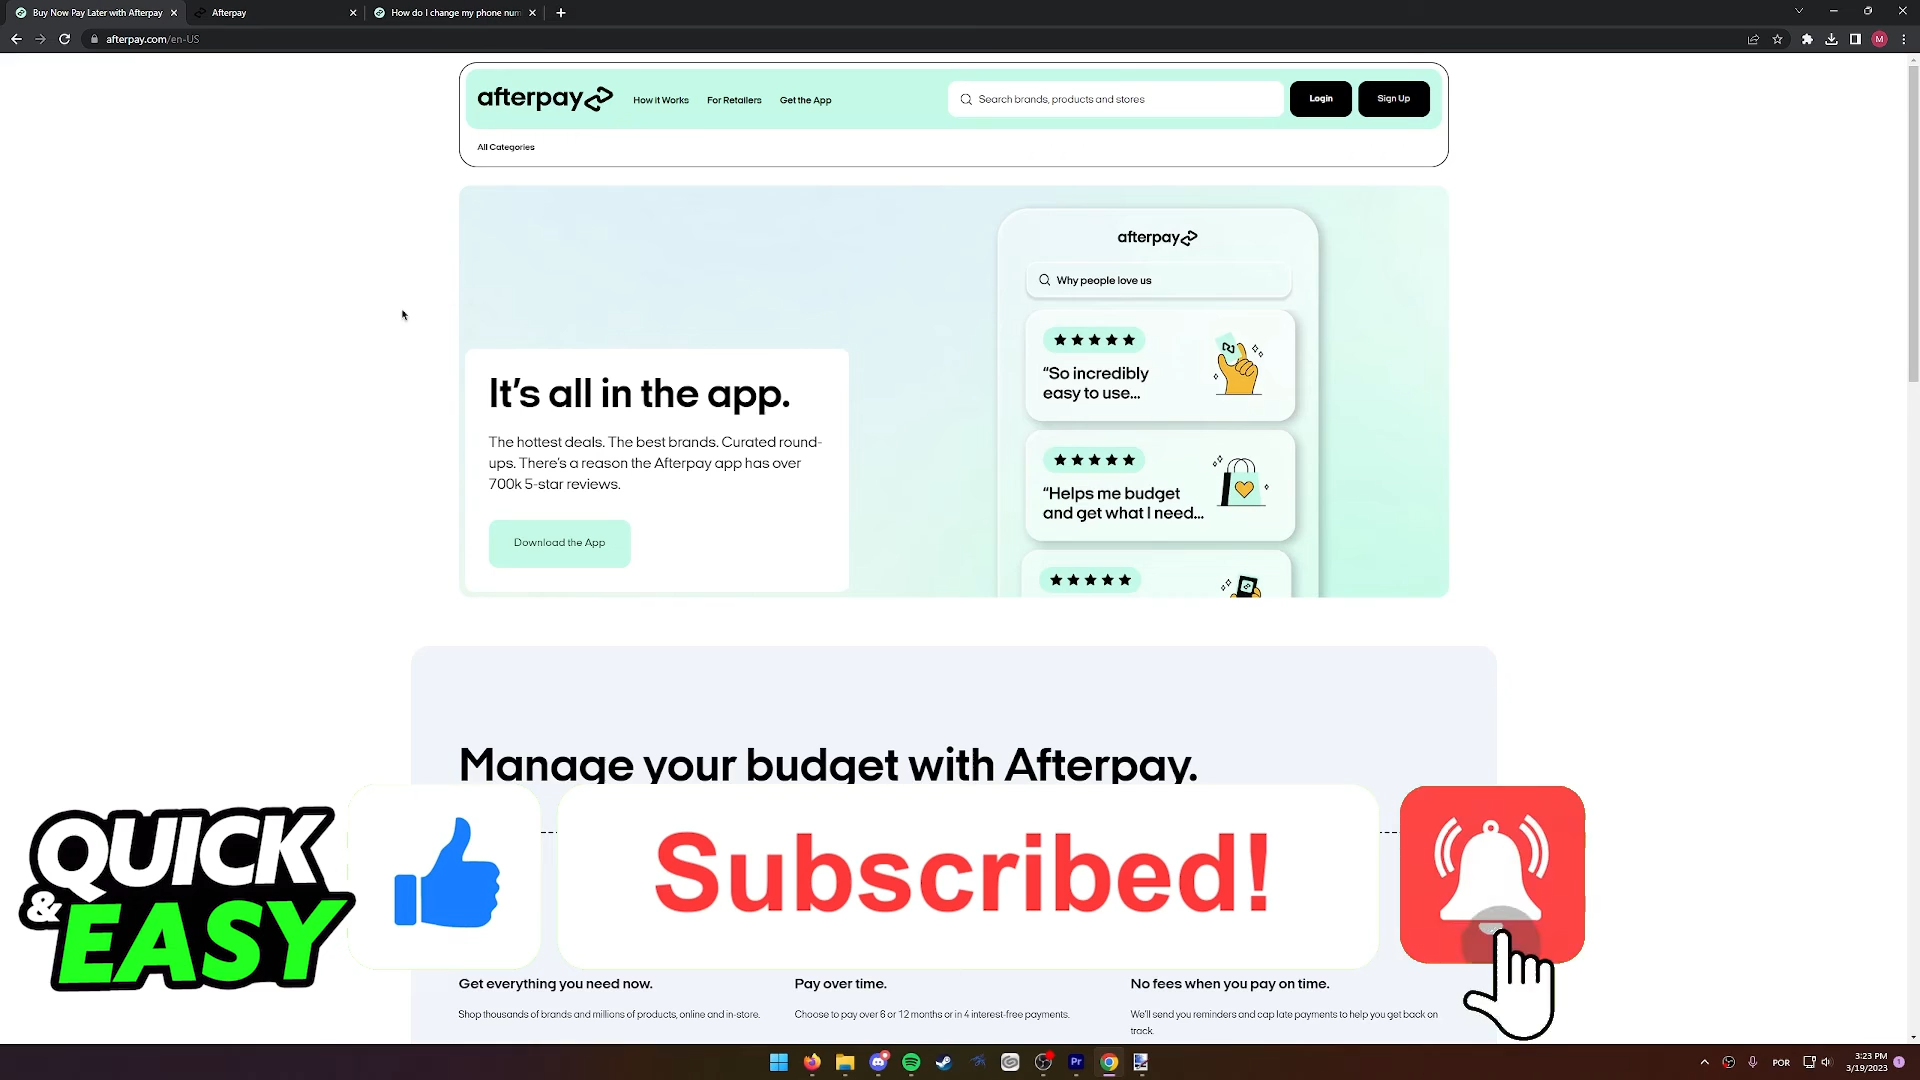 Buy Now Pay Later with Afterpay
Afterpay
How do I change my phone num
afterpay.com/en-US
M
afterpay
How it Works
For Retailers
Get the App
Search brands, products and stores
Login
Sign Up
All Categories
afterpay
Why people love us
“So incredibly
easy to use...
It’s all in the app.
The hottest deals. The best brands. Curated round-
ups. There’s a reason the Afterpay app has over
700k 5-star reviews.
Download the App
“Helps me budget
and get what I need...
Manage your budget with Afterpay.
QUICK
& EASY
Subscribed!
Get everything you need now.
Shop thousands of brands and millions of products, online and in-store.
Pay over time.
Choose to pay over 6 or 12 months or in 4 interest-free payments.
No fees when you pay on time.
We’ll send you reminders and cap late payments to help you get back on
track.
Pr
POR
3:23 PM
3/19/2023
1